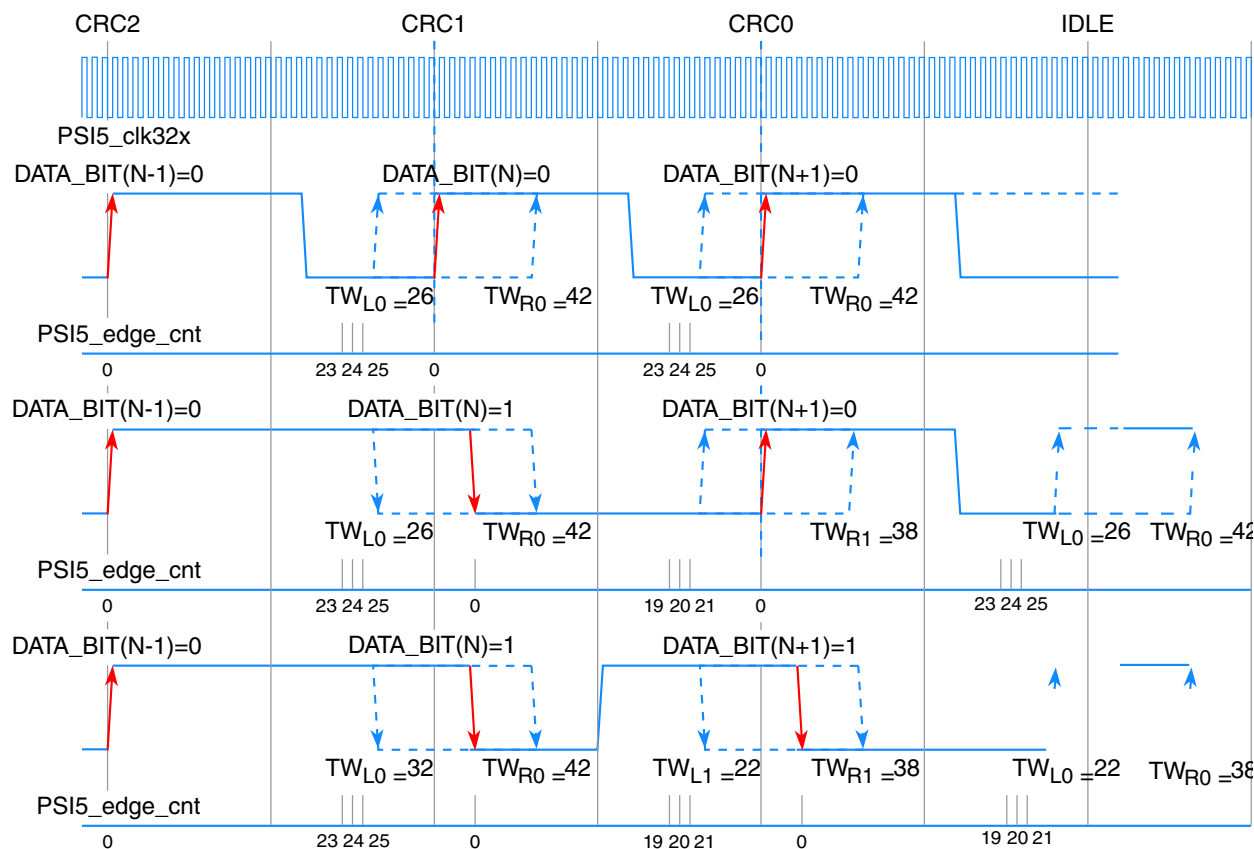 CRC2 CRC1 CRC0 IDLE
PSI5_clk32x
DATA_BIT(N-1)=0 DATA_BIT(N)=0 DATA_BIT(N+1)=0
TWL0 =26 TWR0 =42 TWL0 =26 TWR0 =42
PSI5_edge_cnt
0 23 24 25 0 23 24 25 0
DATA_BIT(N-1)=0 DATA_BIT(N)=1 DATA_BIT(N+1)=0
TWL0 =26 TWR0 =42 TWR1 =38 TWL0 =26 TWR0 =42
PSI5_edge_cnt
0 23 24 25 0 19 20 21 0 23 24 25
DATA_BIT(N-1)=0 DATA_BIT(N)=1 DATA_BIT(N+1)=1
TWL0 =32 TWR0 =42 TWL1 =22 TWR1 =38 TWL0 =22 TWR0 =38
PSI5_edge_cnt
0 23 24 25 0 19 20 21 0 19 20 21